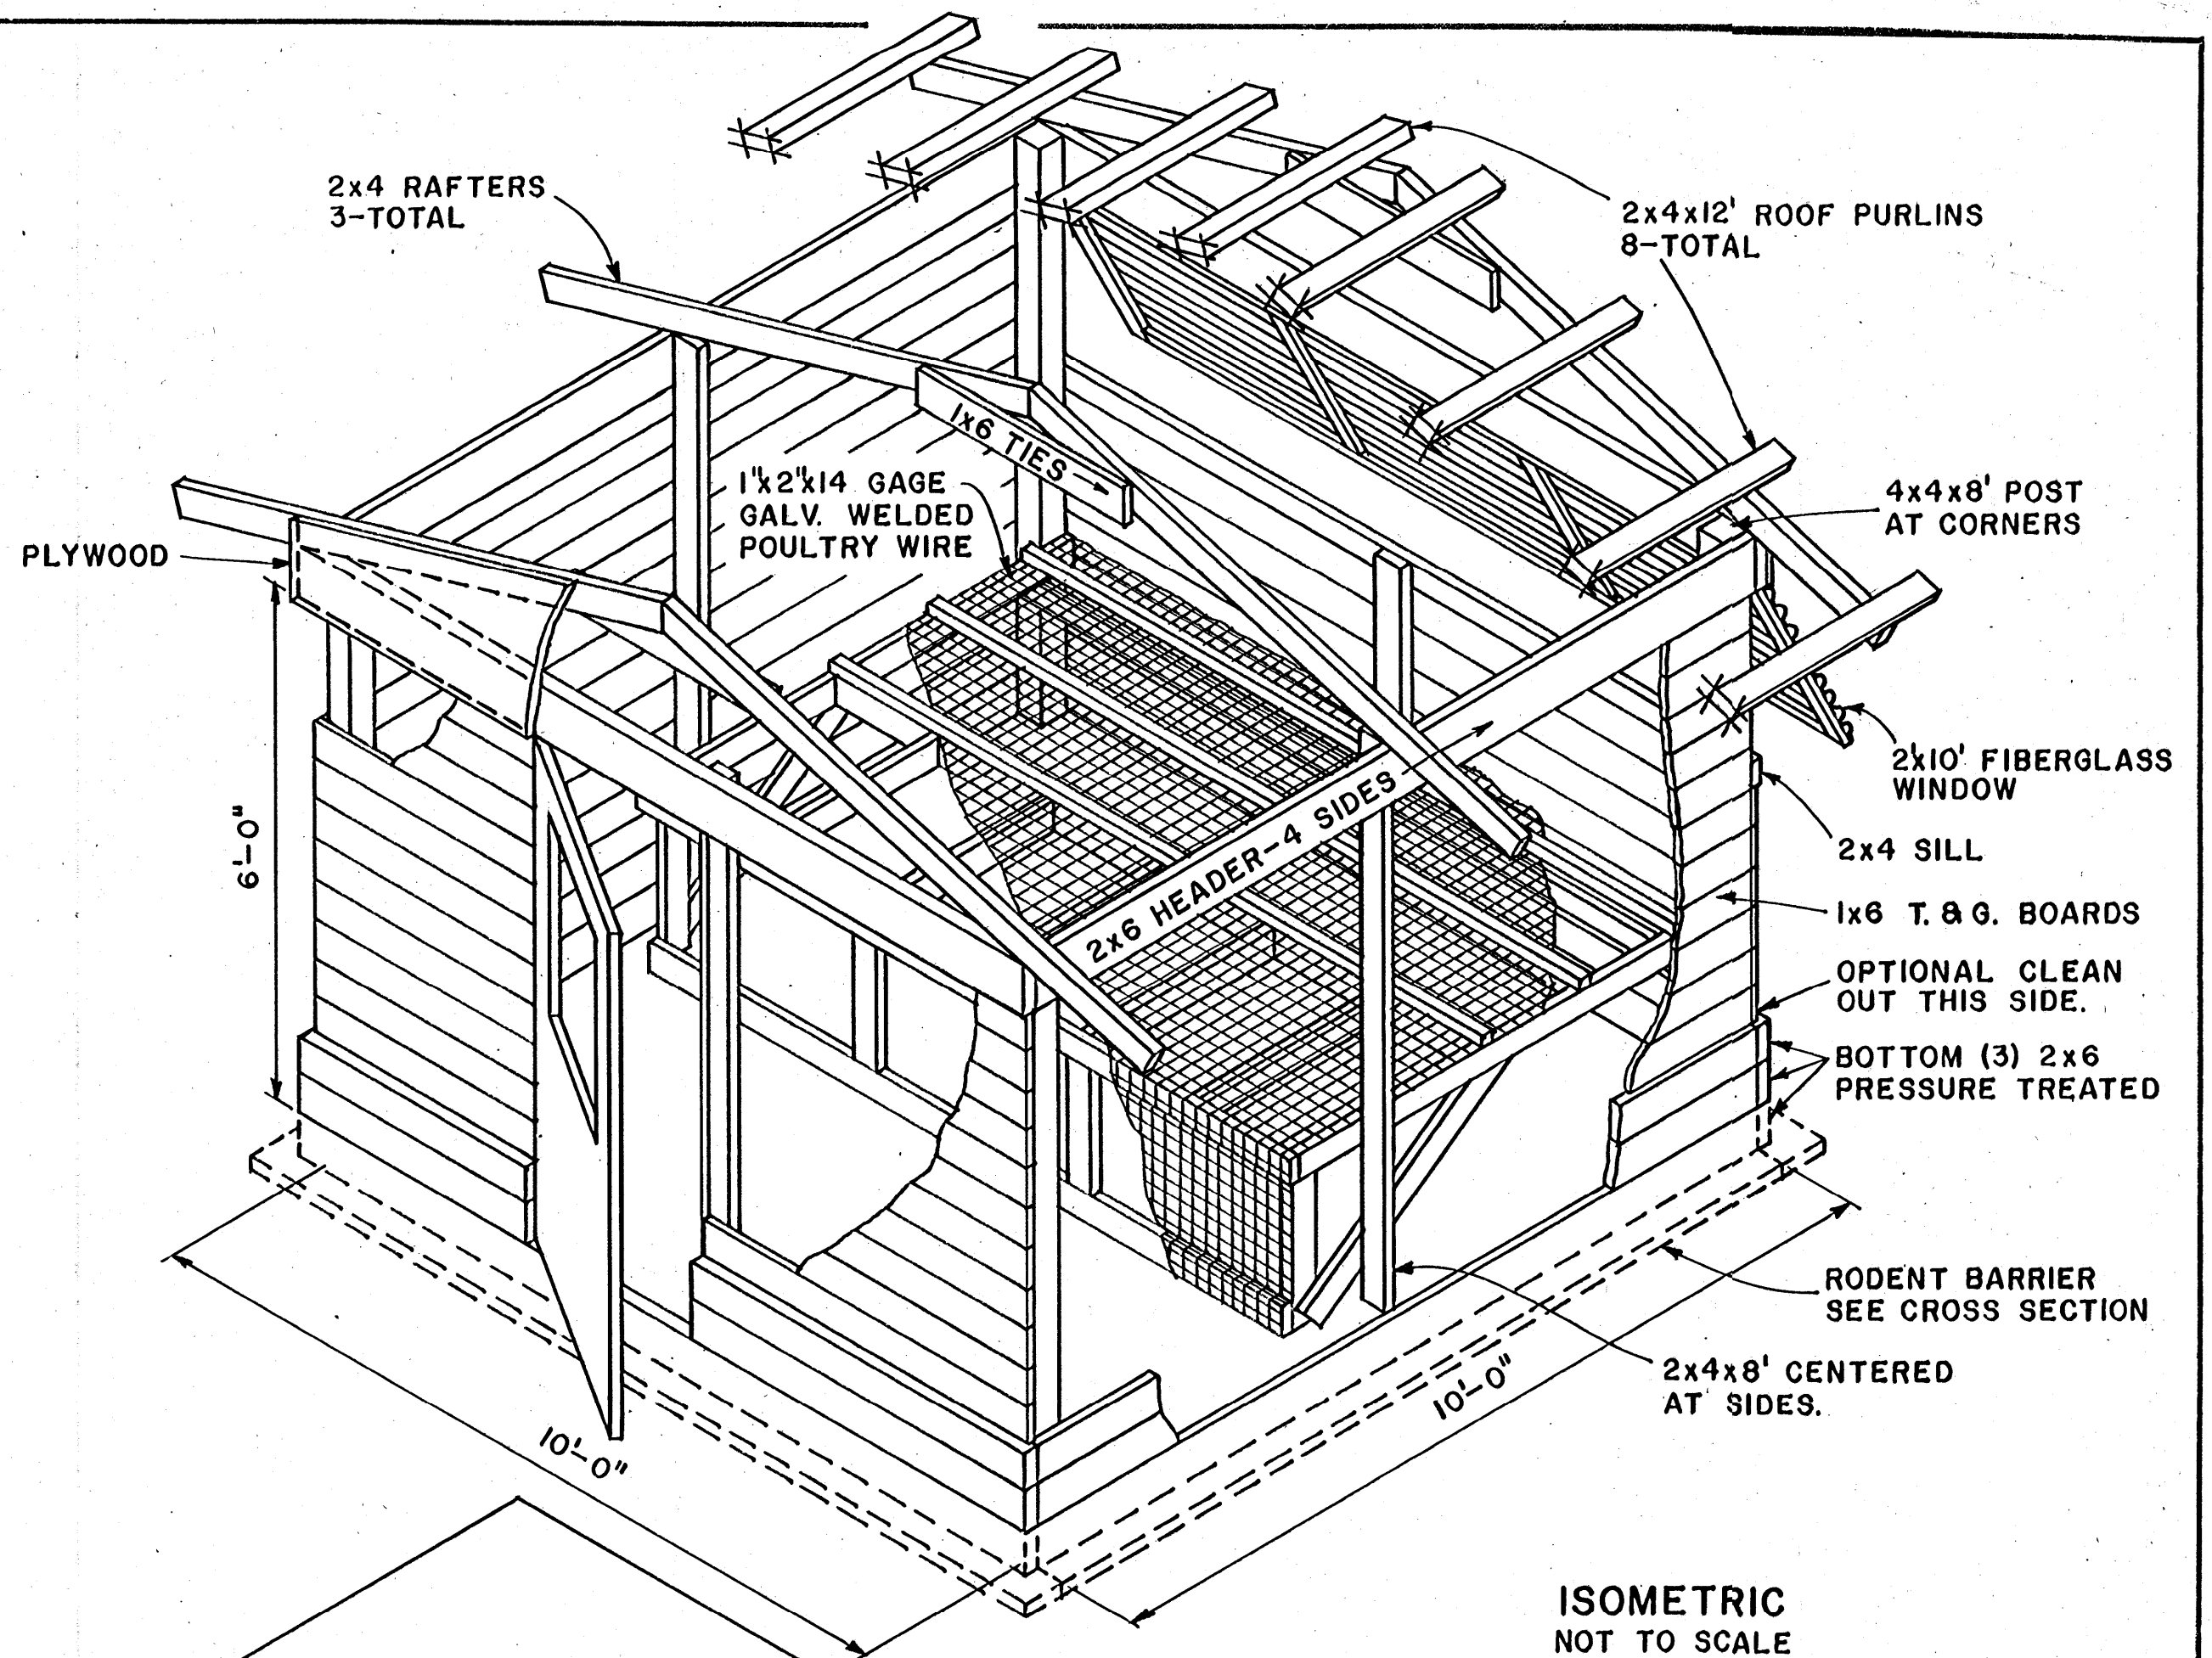 2x4 RAFTERS
3-TOTAL
2x4x12' ROOF PURLINS
8-TOTAL
1x6 TIES
1"x2"x14 GAGE
GALV. WELDED
POULTRY WIRE
4x4x8' POST
AT CORNERS
PLYWOOD
2'x10' FIBERGLASS
WINDOW
6'-0"
2x6 HEADER-4 SIDES
2x4 SILL
1x6 T. & G. BOARDS
OPTIONAL CLEAN
OUT THIS SIDE.
BOTTOM (3) 2x6
PRESSURE TREATED
RODENT BARRIER
SEE CROSS SECTION
2x4x8' CENTERED
AT SIDES.
10'-0"
10'-0"
ISOMETRIC
NOT TO SCALE